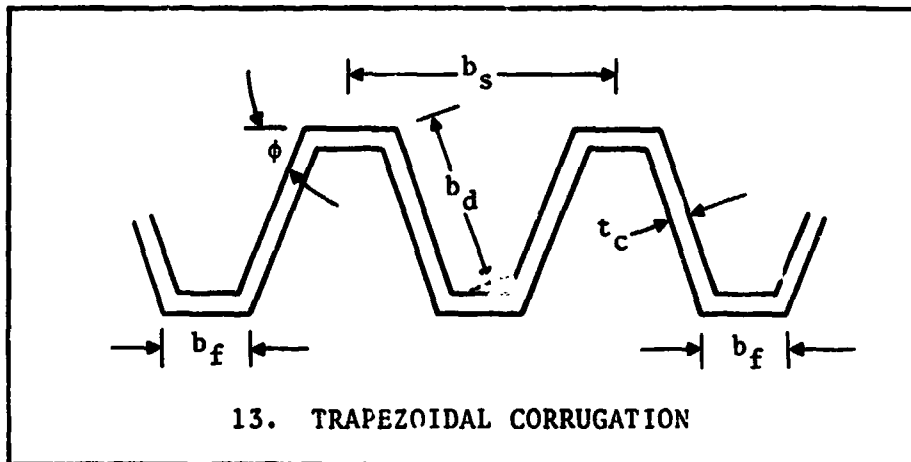 b_s
ϕ
b_d
t_c
b_f
b_f
13. TRAPEZOIDAL CORRUGATION